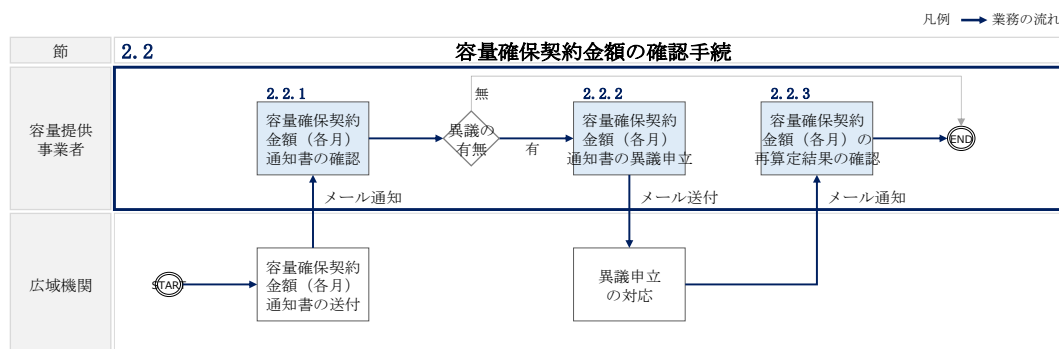 凡例 業務の流れ
節 2.2 容量確保契約金額の確認手続
容量提供
事業者
2.2.1
容量確保契約
金額（各月）
通知書の確認
異議の
有無
無
有
2.2.2
容量確保契約
金額（各月）
通知書の異議申立
2.2.3
容量確保契約
金額（各月）の
再算定結果の確認
END
メール通知
メール送付
メール通知
広域機関
START
容量確保契約
金額（各月）
通知書の送付
異議申立
の対応